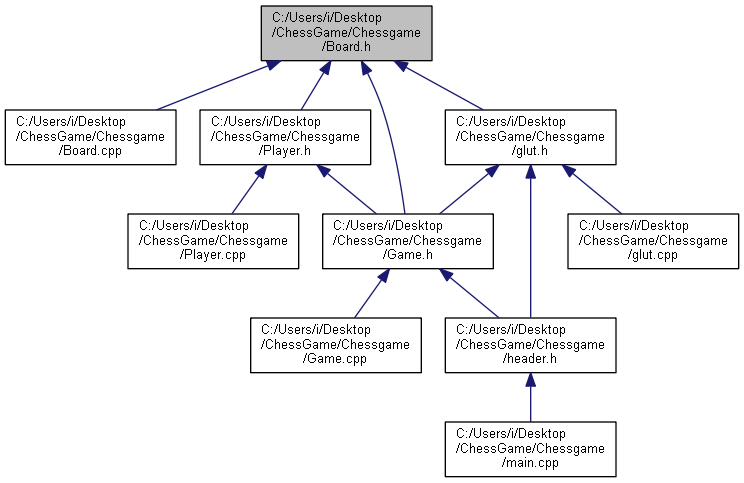 C:/Users/i/Desktop
/ChessGame/Chessgame
/Board.h
C:/Users/i/Desktop
/ChessGame/Chessgame
/Board.cpp
C:/Users/i/Desktop
/ChessGame/Chessgame
/Player.h
C:/Users/i/Desktop
/ChessGame/Chessgame
/glut.h
C:/Users/i/Desktop
/ChessGame/Chessgame
/Player.cpp
C:/Users/i/Desktop
/ChessGame/Chessgame
/Game.h
C:/Users/i/Desktop
/ChessGame/Chessgame
/glut.cpp
C:/Users/i/Desktop
/ChessGame/Chessgame
/Game.cpp
C:/Users/i/Desktop
/ChessGame/Chessgame
/header.h
C:/Users/i/Desktop
/ChessGame/Chessgame
/main.cpp